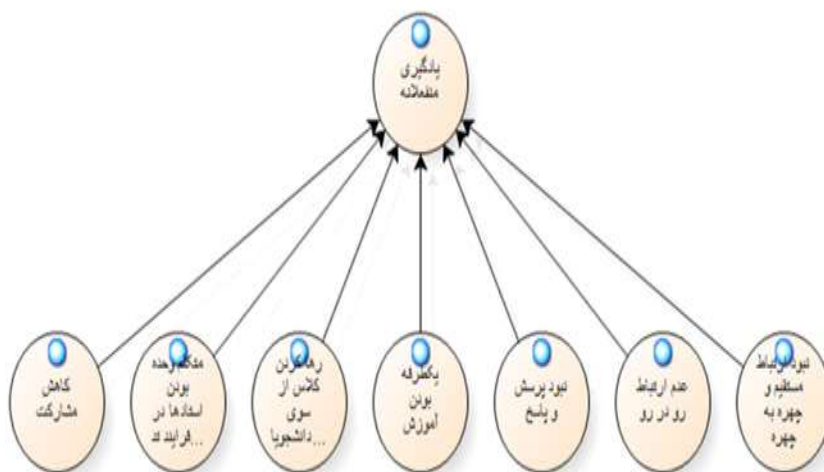 یادگیری
منفعلانه
نبود ارتباط
مستقیم و
چهره به
چهره
عدم ارتباط
رو در رو
نبود پرسش
و پاسخ
یکطرفه
بودن
آموزش
رها کردن
کلاس از
سوی
دانشجویا...
متکلم وحده
بودن
استادها در
فرایند تد...
کاهش
مشارکت